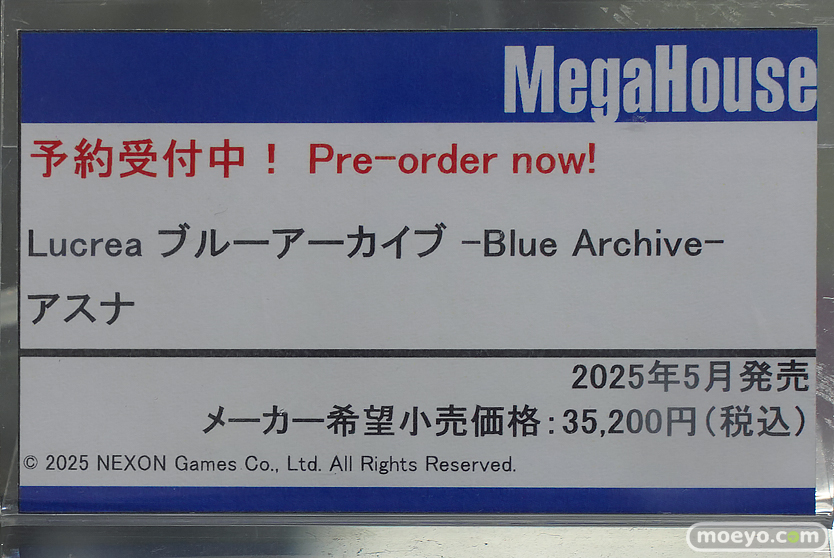 MegaHouse
予約受付中！ Pre-order now!
Lucrea ブルーアーカイブ -Blue Archive-
アスナ
2025年5月発売
メーカー希望小売価格：35,200円（税込）
© 2025 NEXON Games Co., Ltd. All Rights Reserved.
moeyo.com